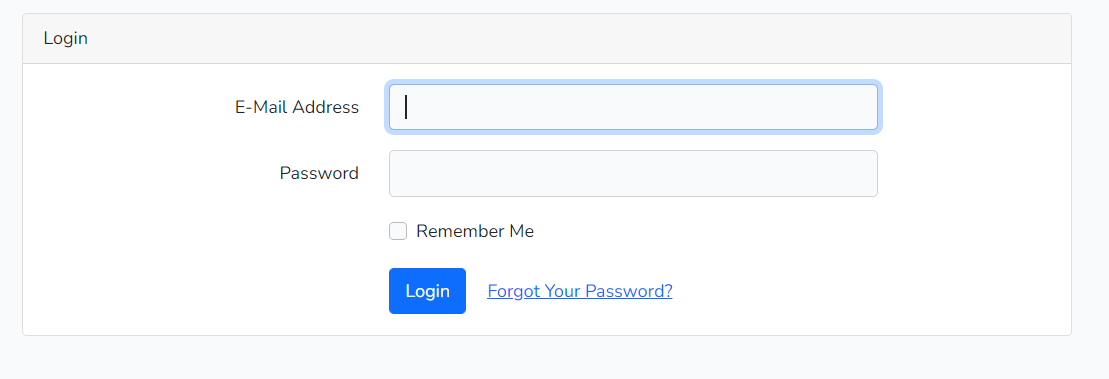 Login
E-Mail Address
Password
Remember Me
Login Forgot Your Password?